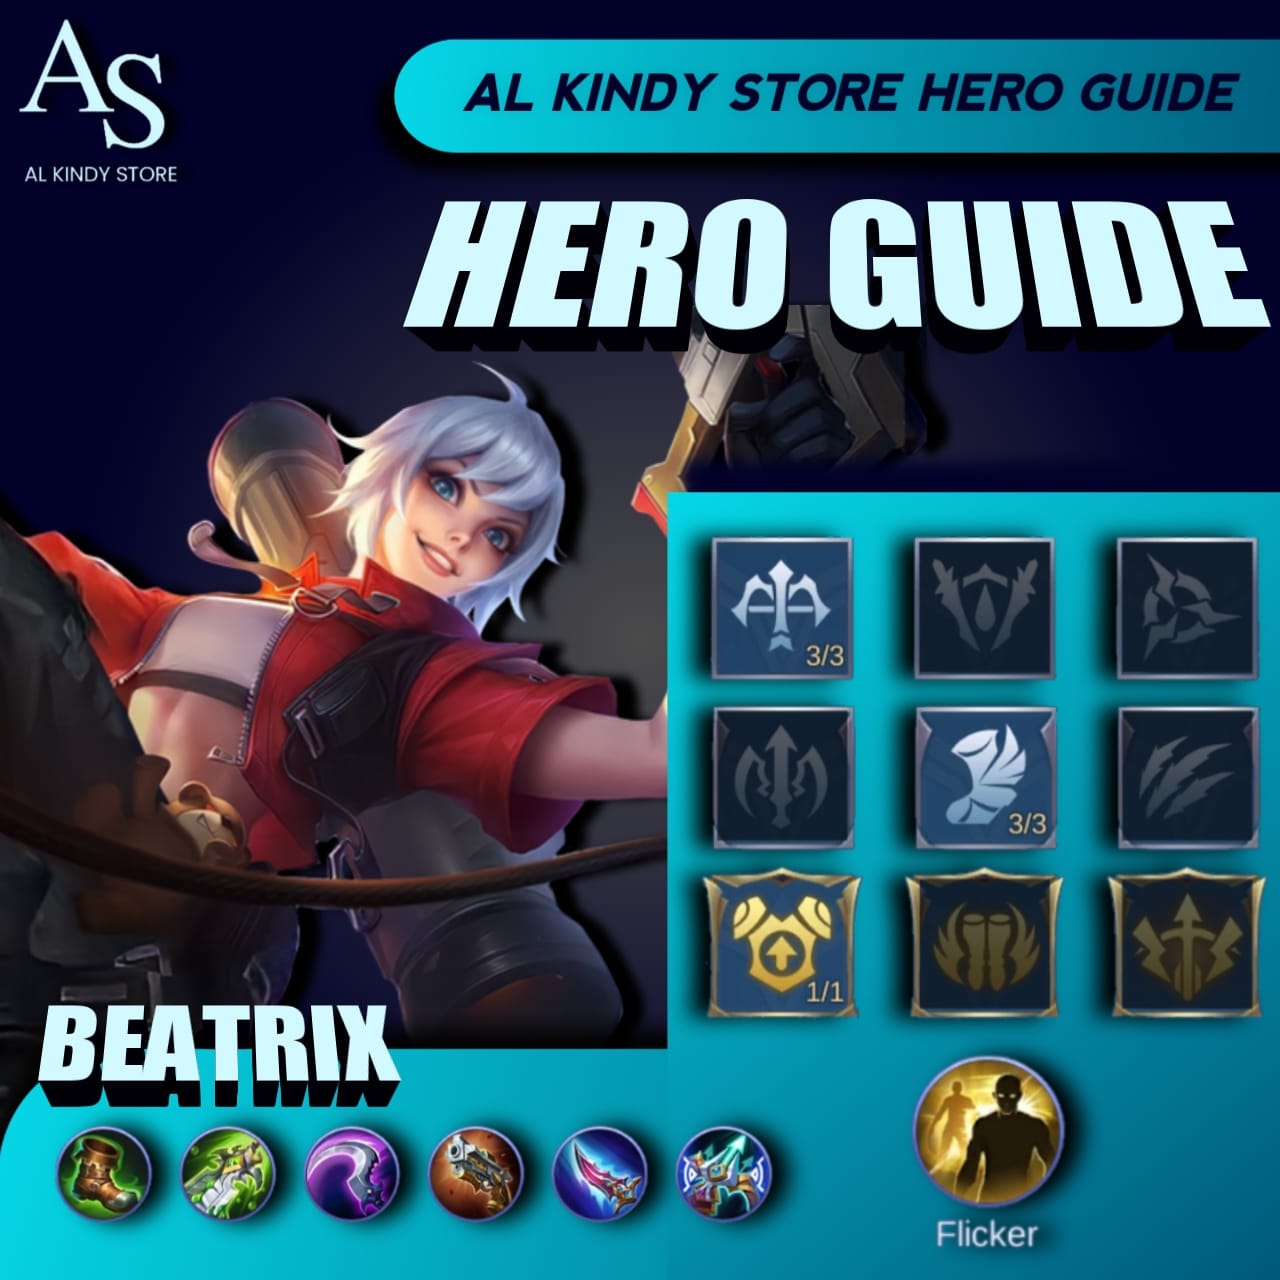 AS
AL KINDY STORE
AL KINDY STORE HERO GUIDE
HERO GUIDE
3/3
3/3
1/1
BEATRIX
Flicker